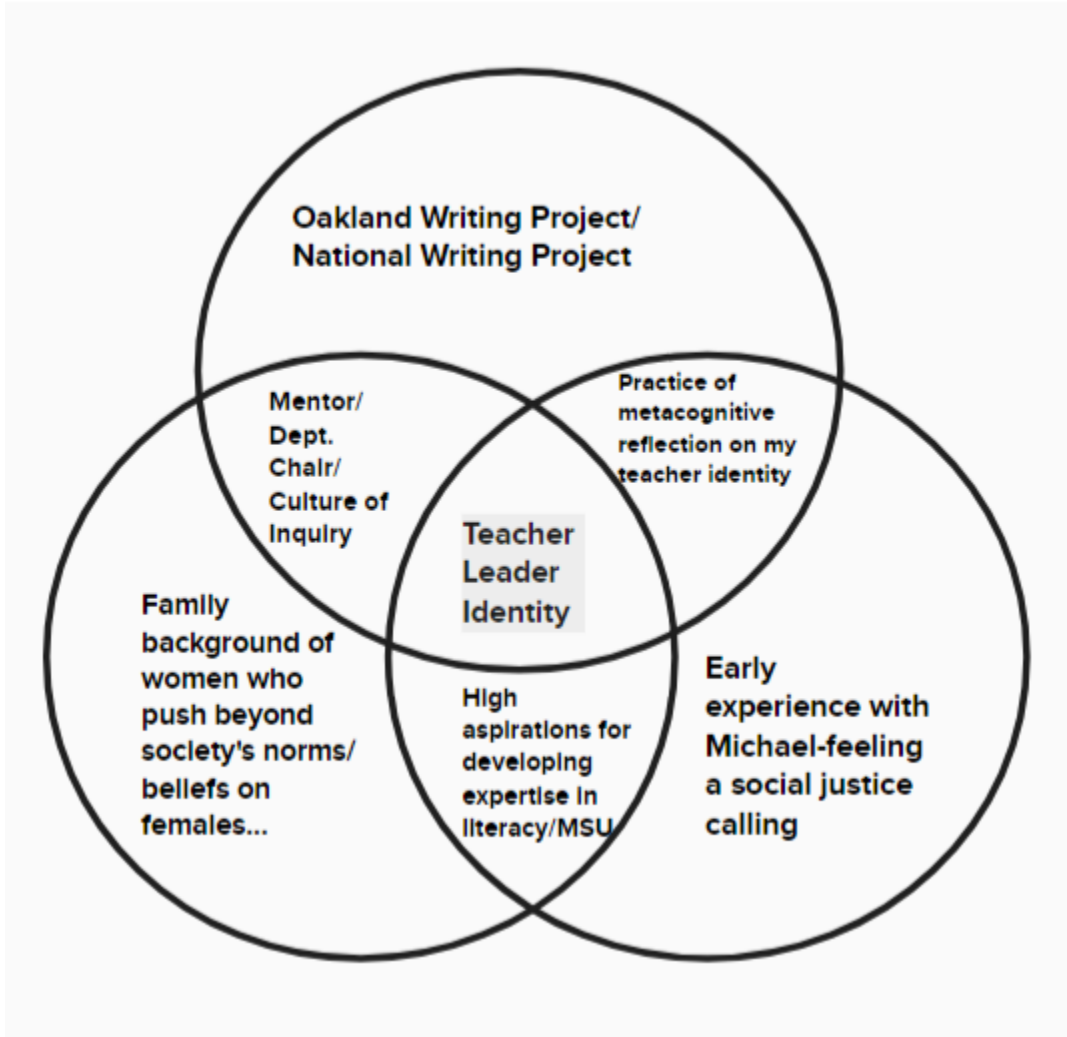 Oakland Writing Project/
National Writing Project
Mentor/
Dept.
Chair/
Culture of
Inquiry
Practice of
metacognitive
reflection on my
teacher identity
Teacher
Leader
Identity
Family
background of
women who
push beyond
society's norms/
beliefs on
females...
High
aspirations for
developing
expertise in
literacy/MSU
Early
experience with
Michael-feeling
a social justice
calling